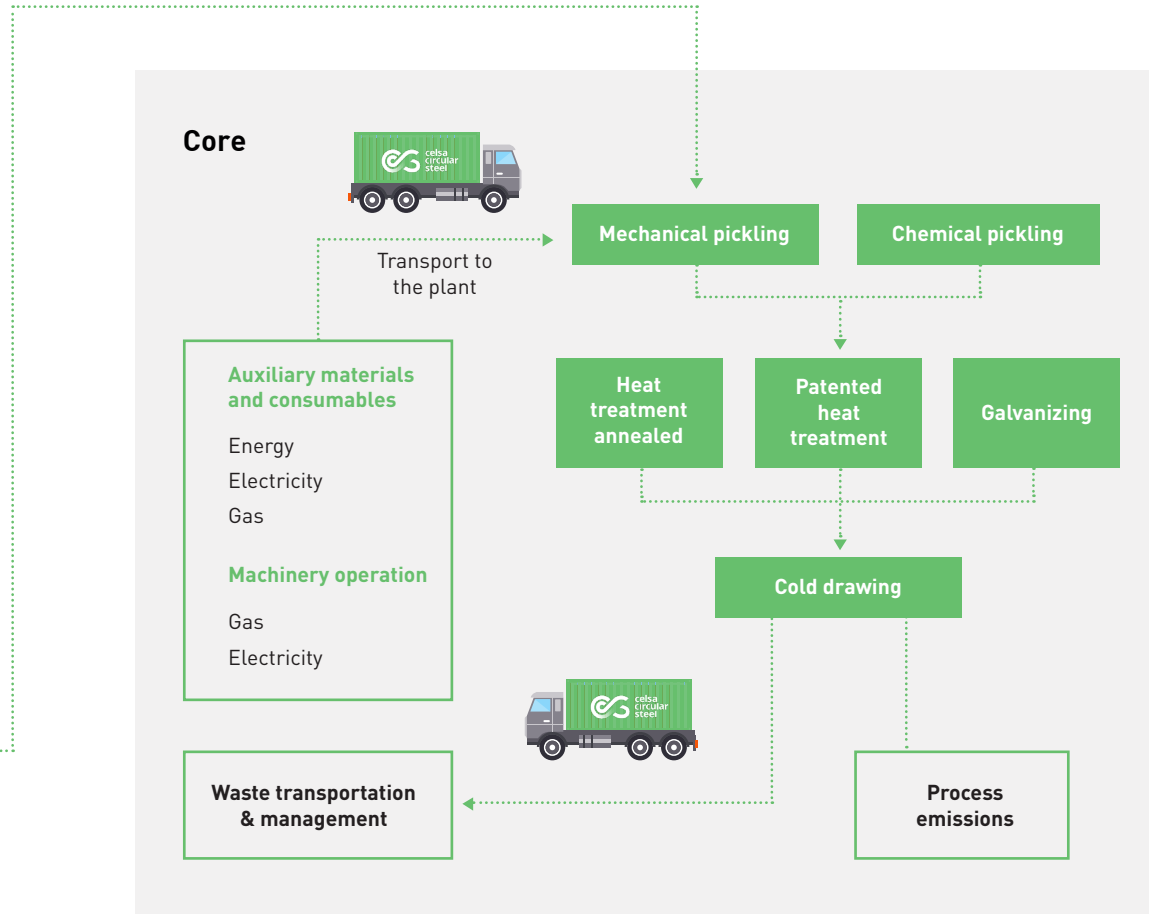 Core
celsa
circular
steel
Mechanical pickling
Chemical pickling
Transport to
the plant
Auxiliary materials
and consumables
Energy
Electricity
Gas
Machinery operation
Gas
Electricity
Heat
treatment
annealed
Patented
heat
treatment
Galvanizing
Cold drawing
celsa
circular
steel
Waste transportation
& management
Process
emissions